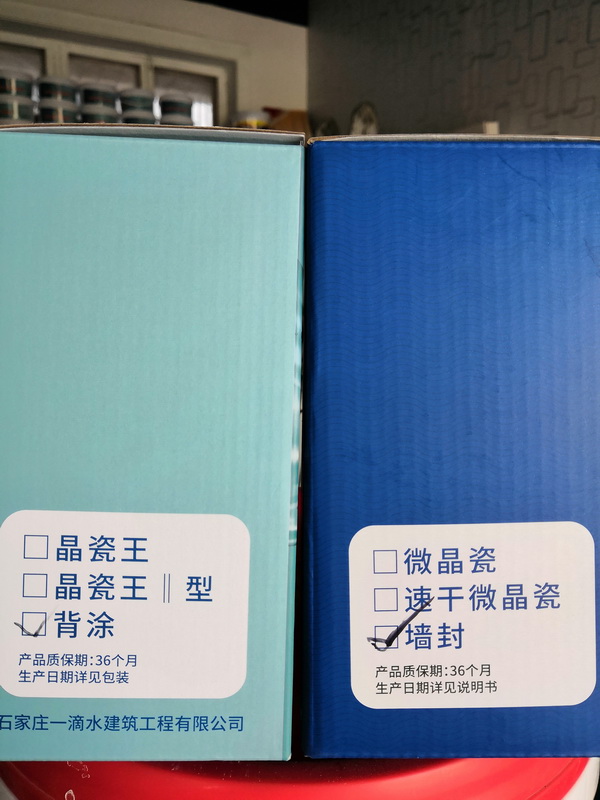 □晶瓷王
□晶瓷王‖型
☑背涂
产品质保期:36个月
生产日期详见包装
石家庄一滴水建筑工程有限公司
□微晶瓷
□速干微晶瓷
☑墙封
产品质保期:36个月
生产日期详见说明书